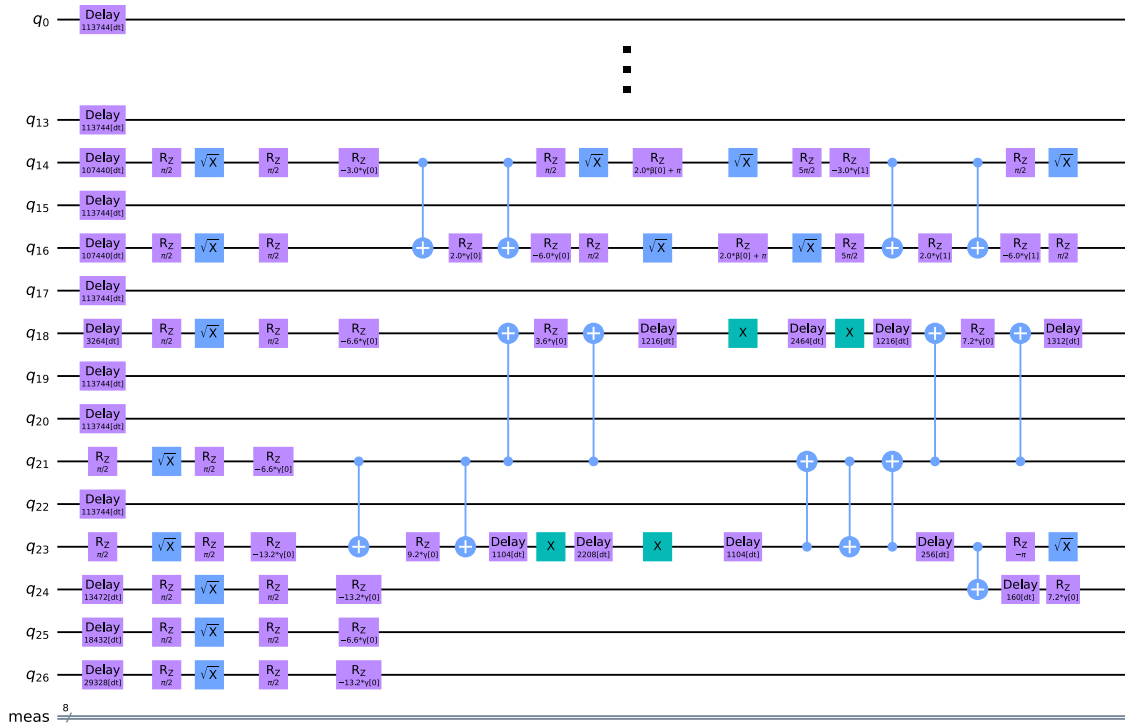 q0 Delay 113744[dt]
q13 Delay 113744[dt]
q14 Delay 107440[dt] RZ π/2 √X RZ π/2 RZ −3.0*γ[0] RZ π/2 √X RZ 2.0*β[0] + π √X RZ 5π/2 RZ −3.0*γ[1] RZ π/2 √X
q15 Delay 113744[dt]
q16 Delay 107440[dt] RZ π/2 √X RZ π/2 RZ 2.0*γ[0] RZ −6.0*γ[0] RZ π/2 √X RZ 2.0*β[0] + π √X RZ 5π/2 RZ 2.0*γ[1] RZ −6.0*γ[1] RZ π/2
q17 Delay 113744[dt]
q18 Delay 3264[dt] RZ π/2 √X RZ π/2 RZ −6.6*γ[0] RZ 3.6*γ[0] Delay 1216[dt] X Delay 2464[dt] X Delay 1216[dt] RZ 7.2*γ[0] Delay 1312[dt]
q19 Delay 113744[dt]
q20 Delay 113744[dt]
q21 RZ π/2 √X RZ π/2 RZ −6.6*γ[0]
q22 Delay 113744[dt]
q23 RZ π/2 √X RZ π/2 RZ −13.2*γ[0] RZ 9.2*γ[0] Delay 1104[dt] X Delay 2208[dt] X Delay 1104[dt] Delay 256[dt] RZ −π √X
q24 Delay 13472[dt] RZ π/2 √X RZ π/2 RZ −13.2*γ[0] Delay 160[dt] RZ 7.2*γ[0]
q25 Delay 18432[dt] RZ π/2 √X RZ π/2 RZ −6.6*γ[0]
q26 Delay 29328[dt] RZ π/2 √X RZ π/2 RZ −13.2*γ[0]
meas 8